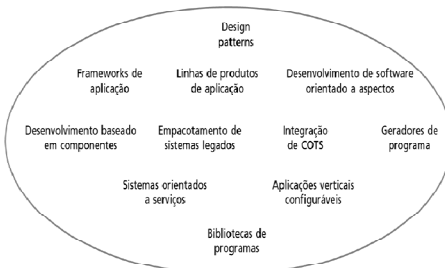 Design
patterns
Frameworks de
aplicação
Linhas de produtos
de aplicação
Desenvolvimento de software
orientado a aspectos
Desenvolvimento baseado
em componentes
Empacotamento de
sistemas legados
Integração
de COTS
Geradores de
programa
Sistemas orientados
a serviços
Aplicações verticais
configuráveis
Bibliotecas de
programas